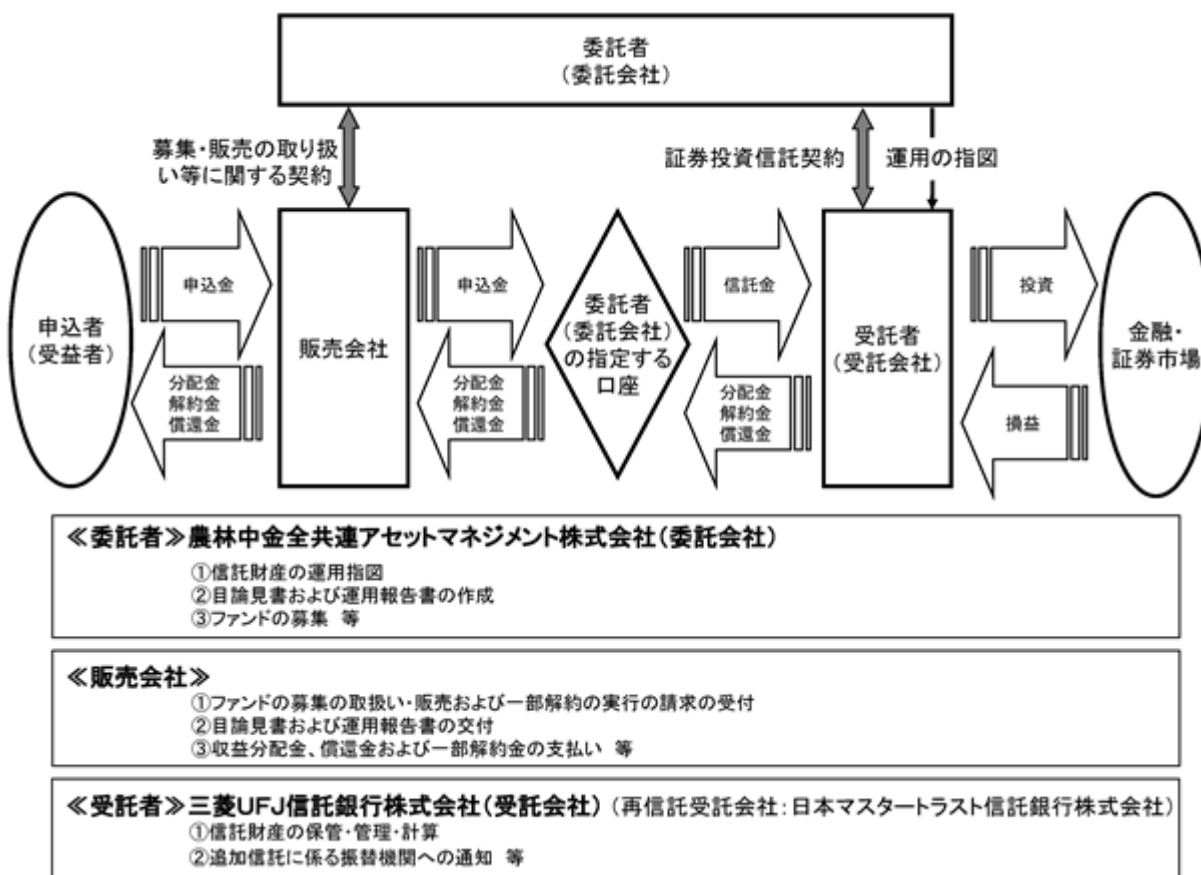 委託者
（委託会社）
募集・販売の取り扱
い等に関する契約
証券投資信託契約
運用の指図
申込者
（受益者）
申込金
分配金
解約金
償還金
販売会社
申込金
分配金
解約金
償還金
委託者
（委託会社）
の指定する
口座
信託金
分配金
解約金
償還金
受託者
（受託会社）
投資
損益
金融・
証券市場
≪委託者≫農林中金全共連アセットマネジメント株式会社（委託会社）
①信託財産の運用指図
②目論見書および運用報告書の作成
③ファンドの募集 等
≪販売会社≫
①ファンドの募集の取扱い・販売および一部解約の実行の請求の受付
②目論見書および運用報告書の交付
③収益分配金、償還金および一部解約金の支払い 等
≪受託者≫三菱UFJ信託銀行株式会社（受託会社）（再信託受託会社：日本マスタートラスト信託銀行株式会社）
①信託財産の保管・管理・計算
②追加信託に係る振替機関への通知 等